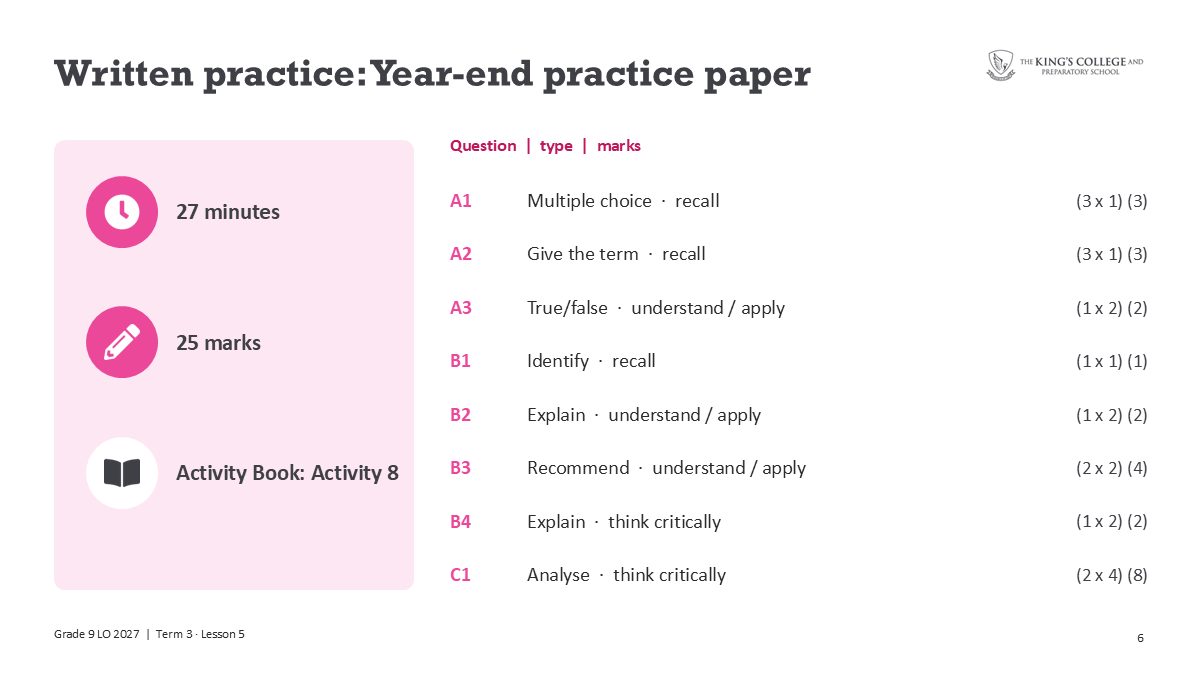 Written practice: Year-end practice paper
THE KING'S COLLEGE AND
PREPARATORY SCHOOL
27 minutes
25 marks
Activity Book: Activity 8
Question | type | marks
A1 Multiple choice · recall (3 x 1) (3)
A2 Give the term · recall (3 x 1) (3)
A3 True/false · understand / apply (1 x 2) (2)
B1 Identify · recall (1 x 1) (1)
B2 Explain · understand / apply (1 x 2) (2)
B3 Recommend · understand / apply (2 x 2) (4)
B4 Explain · think critically (1 x 2) (2)
C1 Analyse · think critically (2 x 4) (8)
Grade 9 LO 2027 | Term 3 · Lesson 5
6